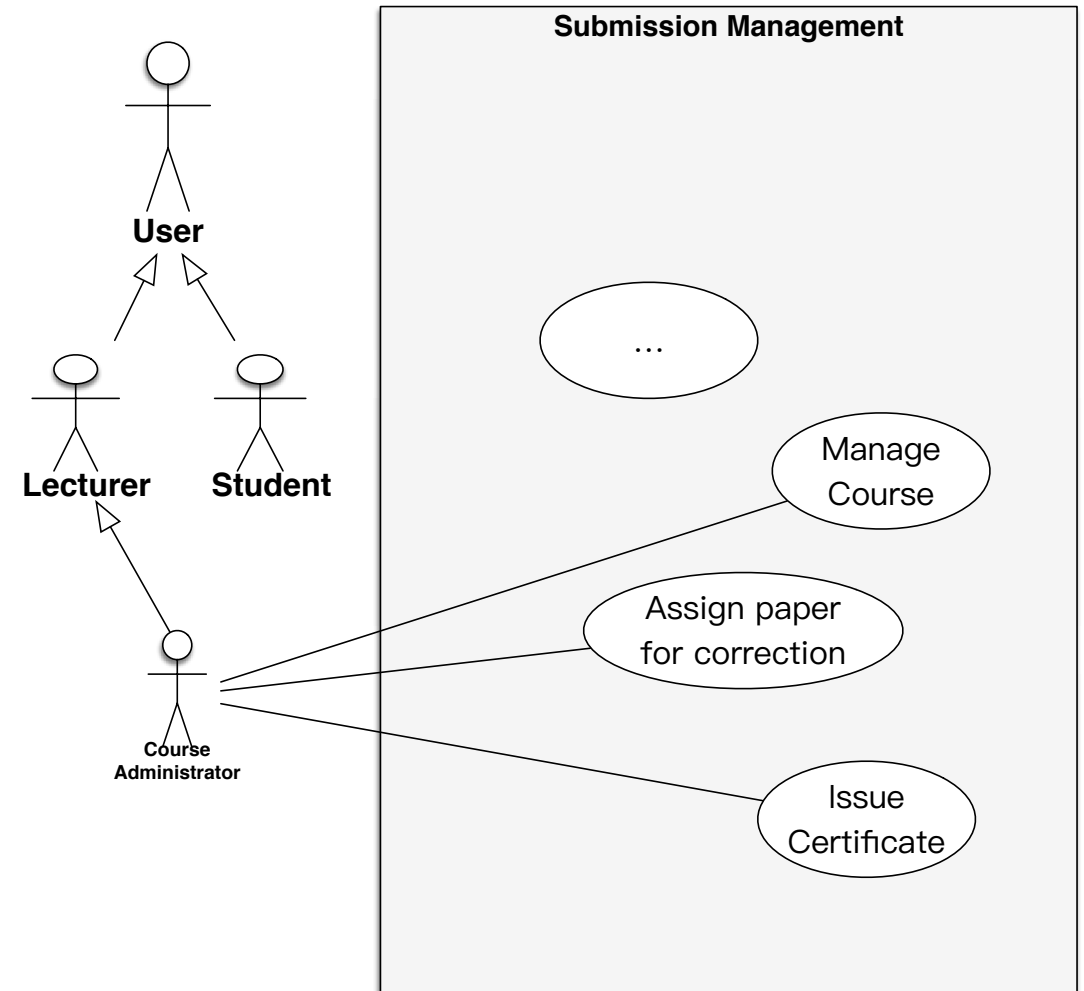 Submission Management
User
...
Lecturer
Student
Manage
Course
Assign paper
for correction
Course
Administrator
Issue
Certificate